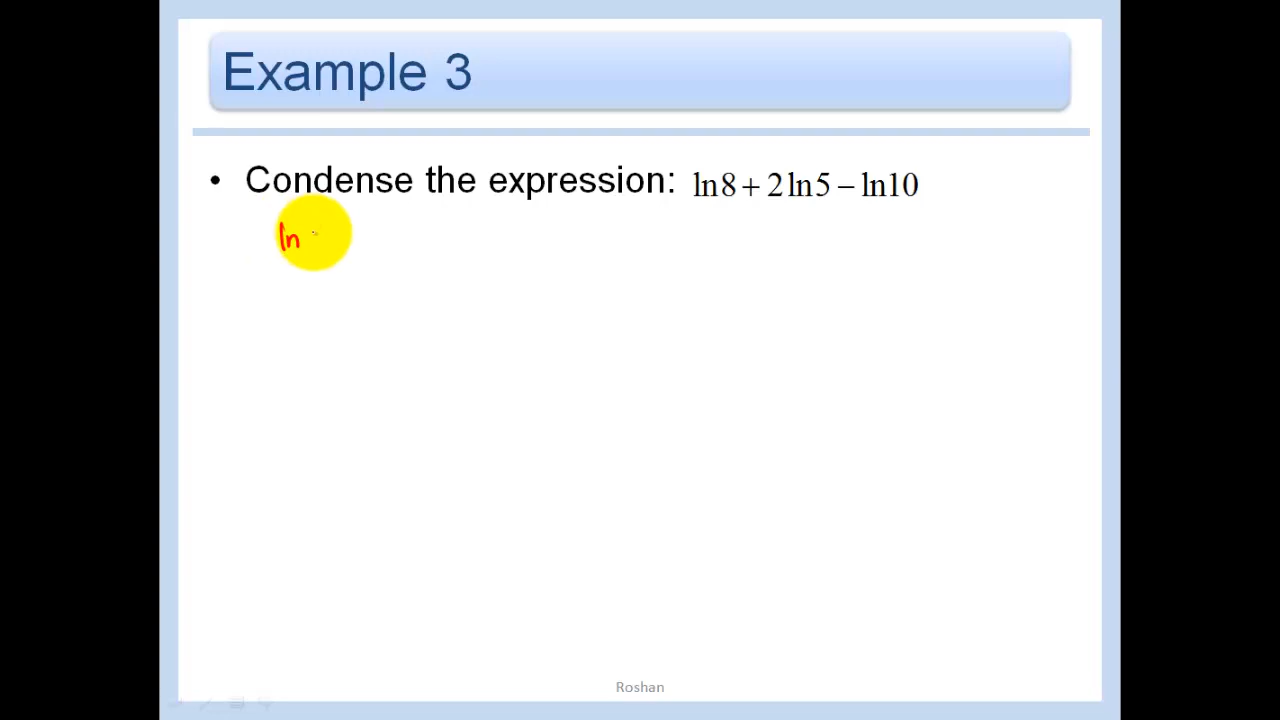 Example 3
• Condense the expression: ln8 + 2ln5 − ln10
ln
Roshan